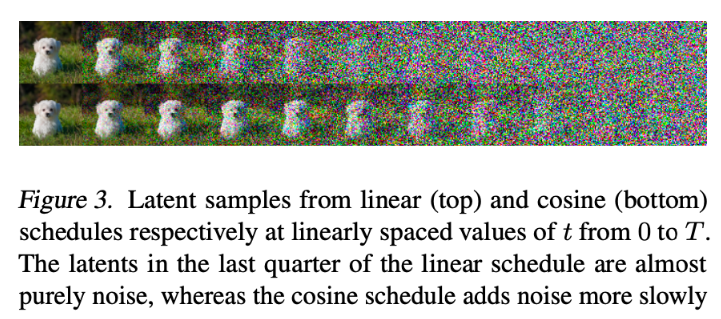 Figure 3. Latent samples from linear (top) and cosine (bottom)
schedules respectively at linearly spaced values of t from 0 to T.
The latents in the last quarter of the linear schedule are almost
purely noise, whereas the cosine schedule adds noise more slowly